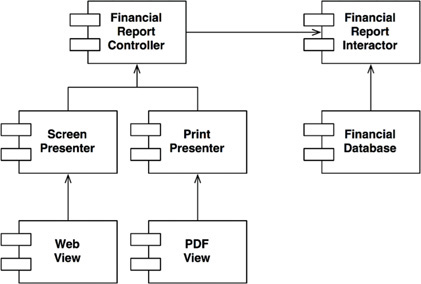 Financial
Report
Controller
Financial
Report
Interactor
Screen
Presenter
Print
Presenter
Financial
Database
Web
View
PDF
View